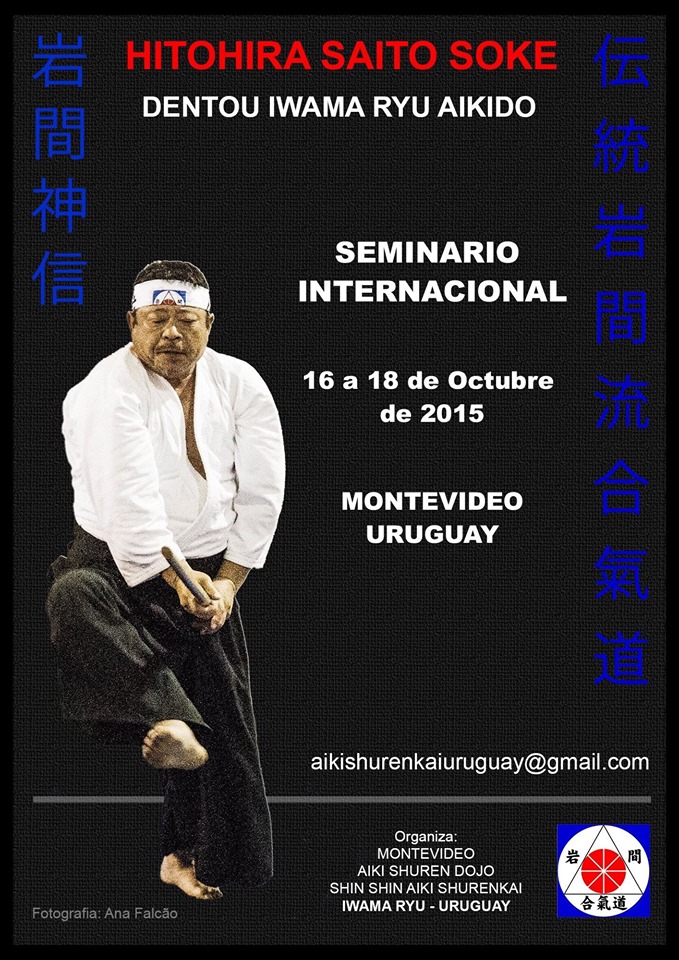 HITOHIRA SAITO SOKE
DENTOU IWAMA RYU AIKIDO
岩間神信
伝統岩間流合氣道
SEMINARIO
INTERNACIONAL
16 a 18 de Octubre
de 2015
MONTEVIDEO
URUGUAY
aikishurenkaiuruguay@gmail.com
Organiza:
MONTEVIDEO
AIKI SHUREN DOJO
SHIN SHIN AIKI SHURENKAI
IWAMA RYU - URUGUAY
岩間
合氣道
Fotografia: Ana Falcão